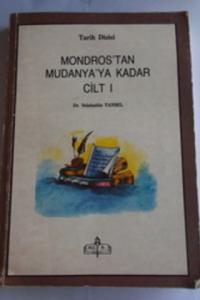 Tarih Dizisi
MONDROS'TAN
MUDANYA'YA KADAR
CİLT I
Dr. Selahattin TANSEL